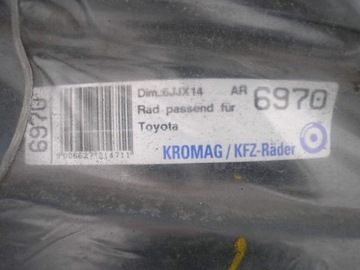 Dim.:6JJX14 AR 6970
Rad passend für
Toyota
KROMAG/KFZ-Räder
6970